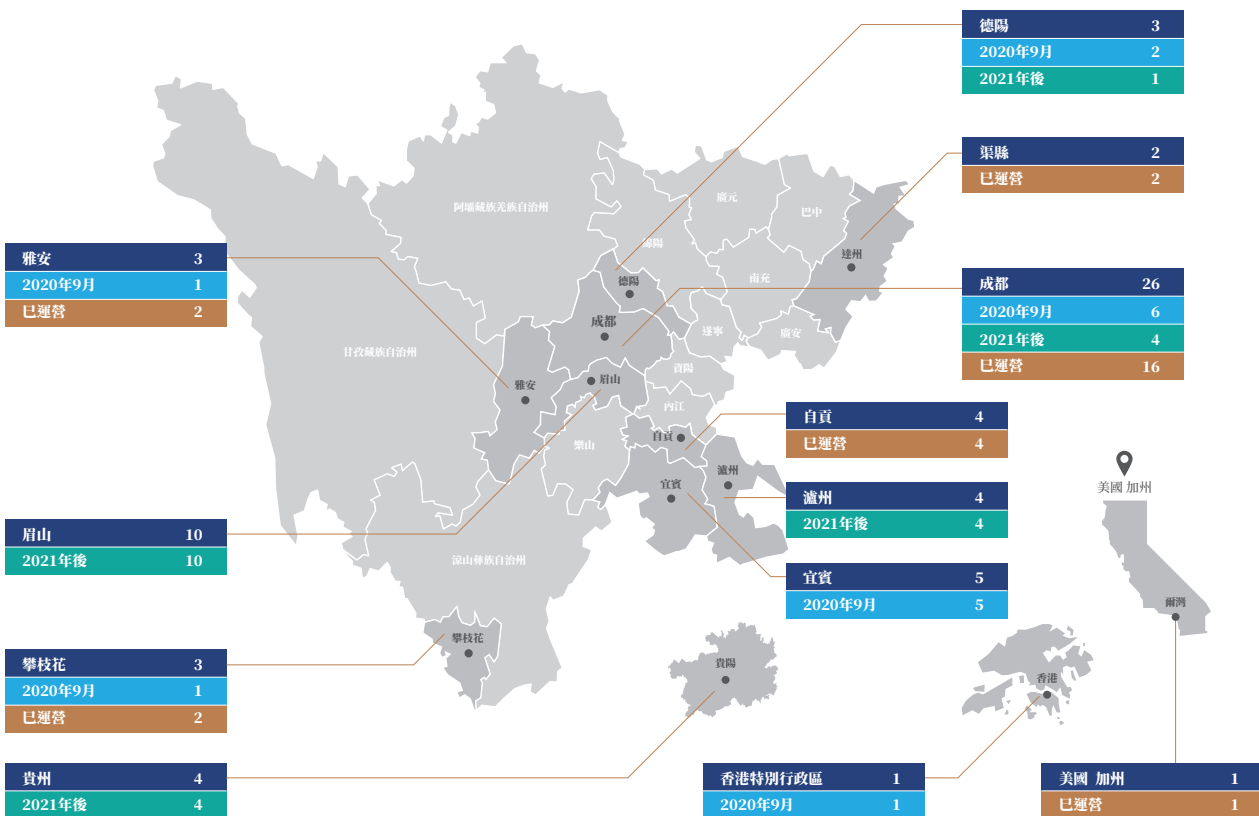 德陽 3
2020年9月 2
2021年後 1
渠縣 2
已運營 2
雅安 3
2020年9月 1
已運營 2
成都 26
2020年9月 6
2021年後 4
已運營 16
自貢 4
已運營 4
瀘州 4
2021年後 4
宜賓 5
2020年9月 5
眉山 10
2021年後 10
攀枝花 3
2020年9月 1
已運營 2
貴州 4
2021年後 4
香港特別行政區 1
2020年9月 1
美國 加州 1
已運營 1
阿壩藏族羌族自治州
廣元
巴中
達州
德陽
成都
南充
遂寧
廣安
甘孜藏族自治州
雅安
眉山
資陽
內江
樂山
自貢
瀘州
宜賓
涼山彝族自治州
攀枝花
貴陽
香港
美國 加州
爾灣